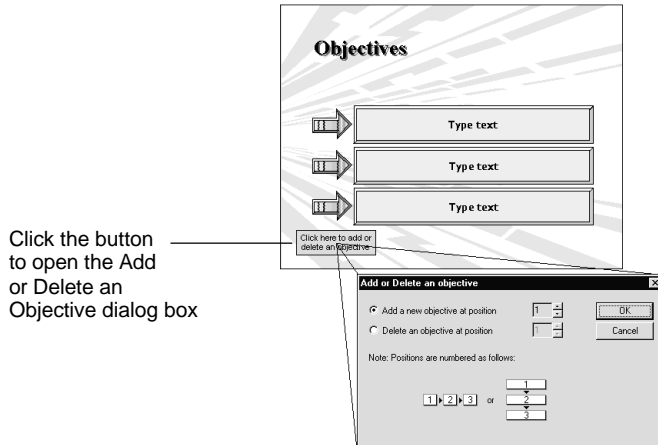 Objectives
Type text
Type text
Type text
Click here to add or
delete an objective
Click the button
to open the Add
or Delete an
Objective dialog box
Add or Delete an objective
Add a new objective at position 1
OK
Delete an objective at position 1
Cancel
Note: Positions are numbered as follows:
1 2 3 or 1
2
3